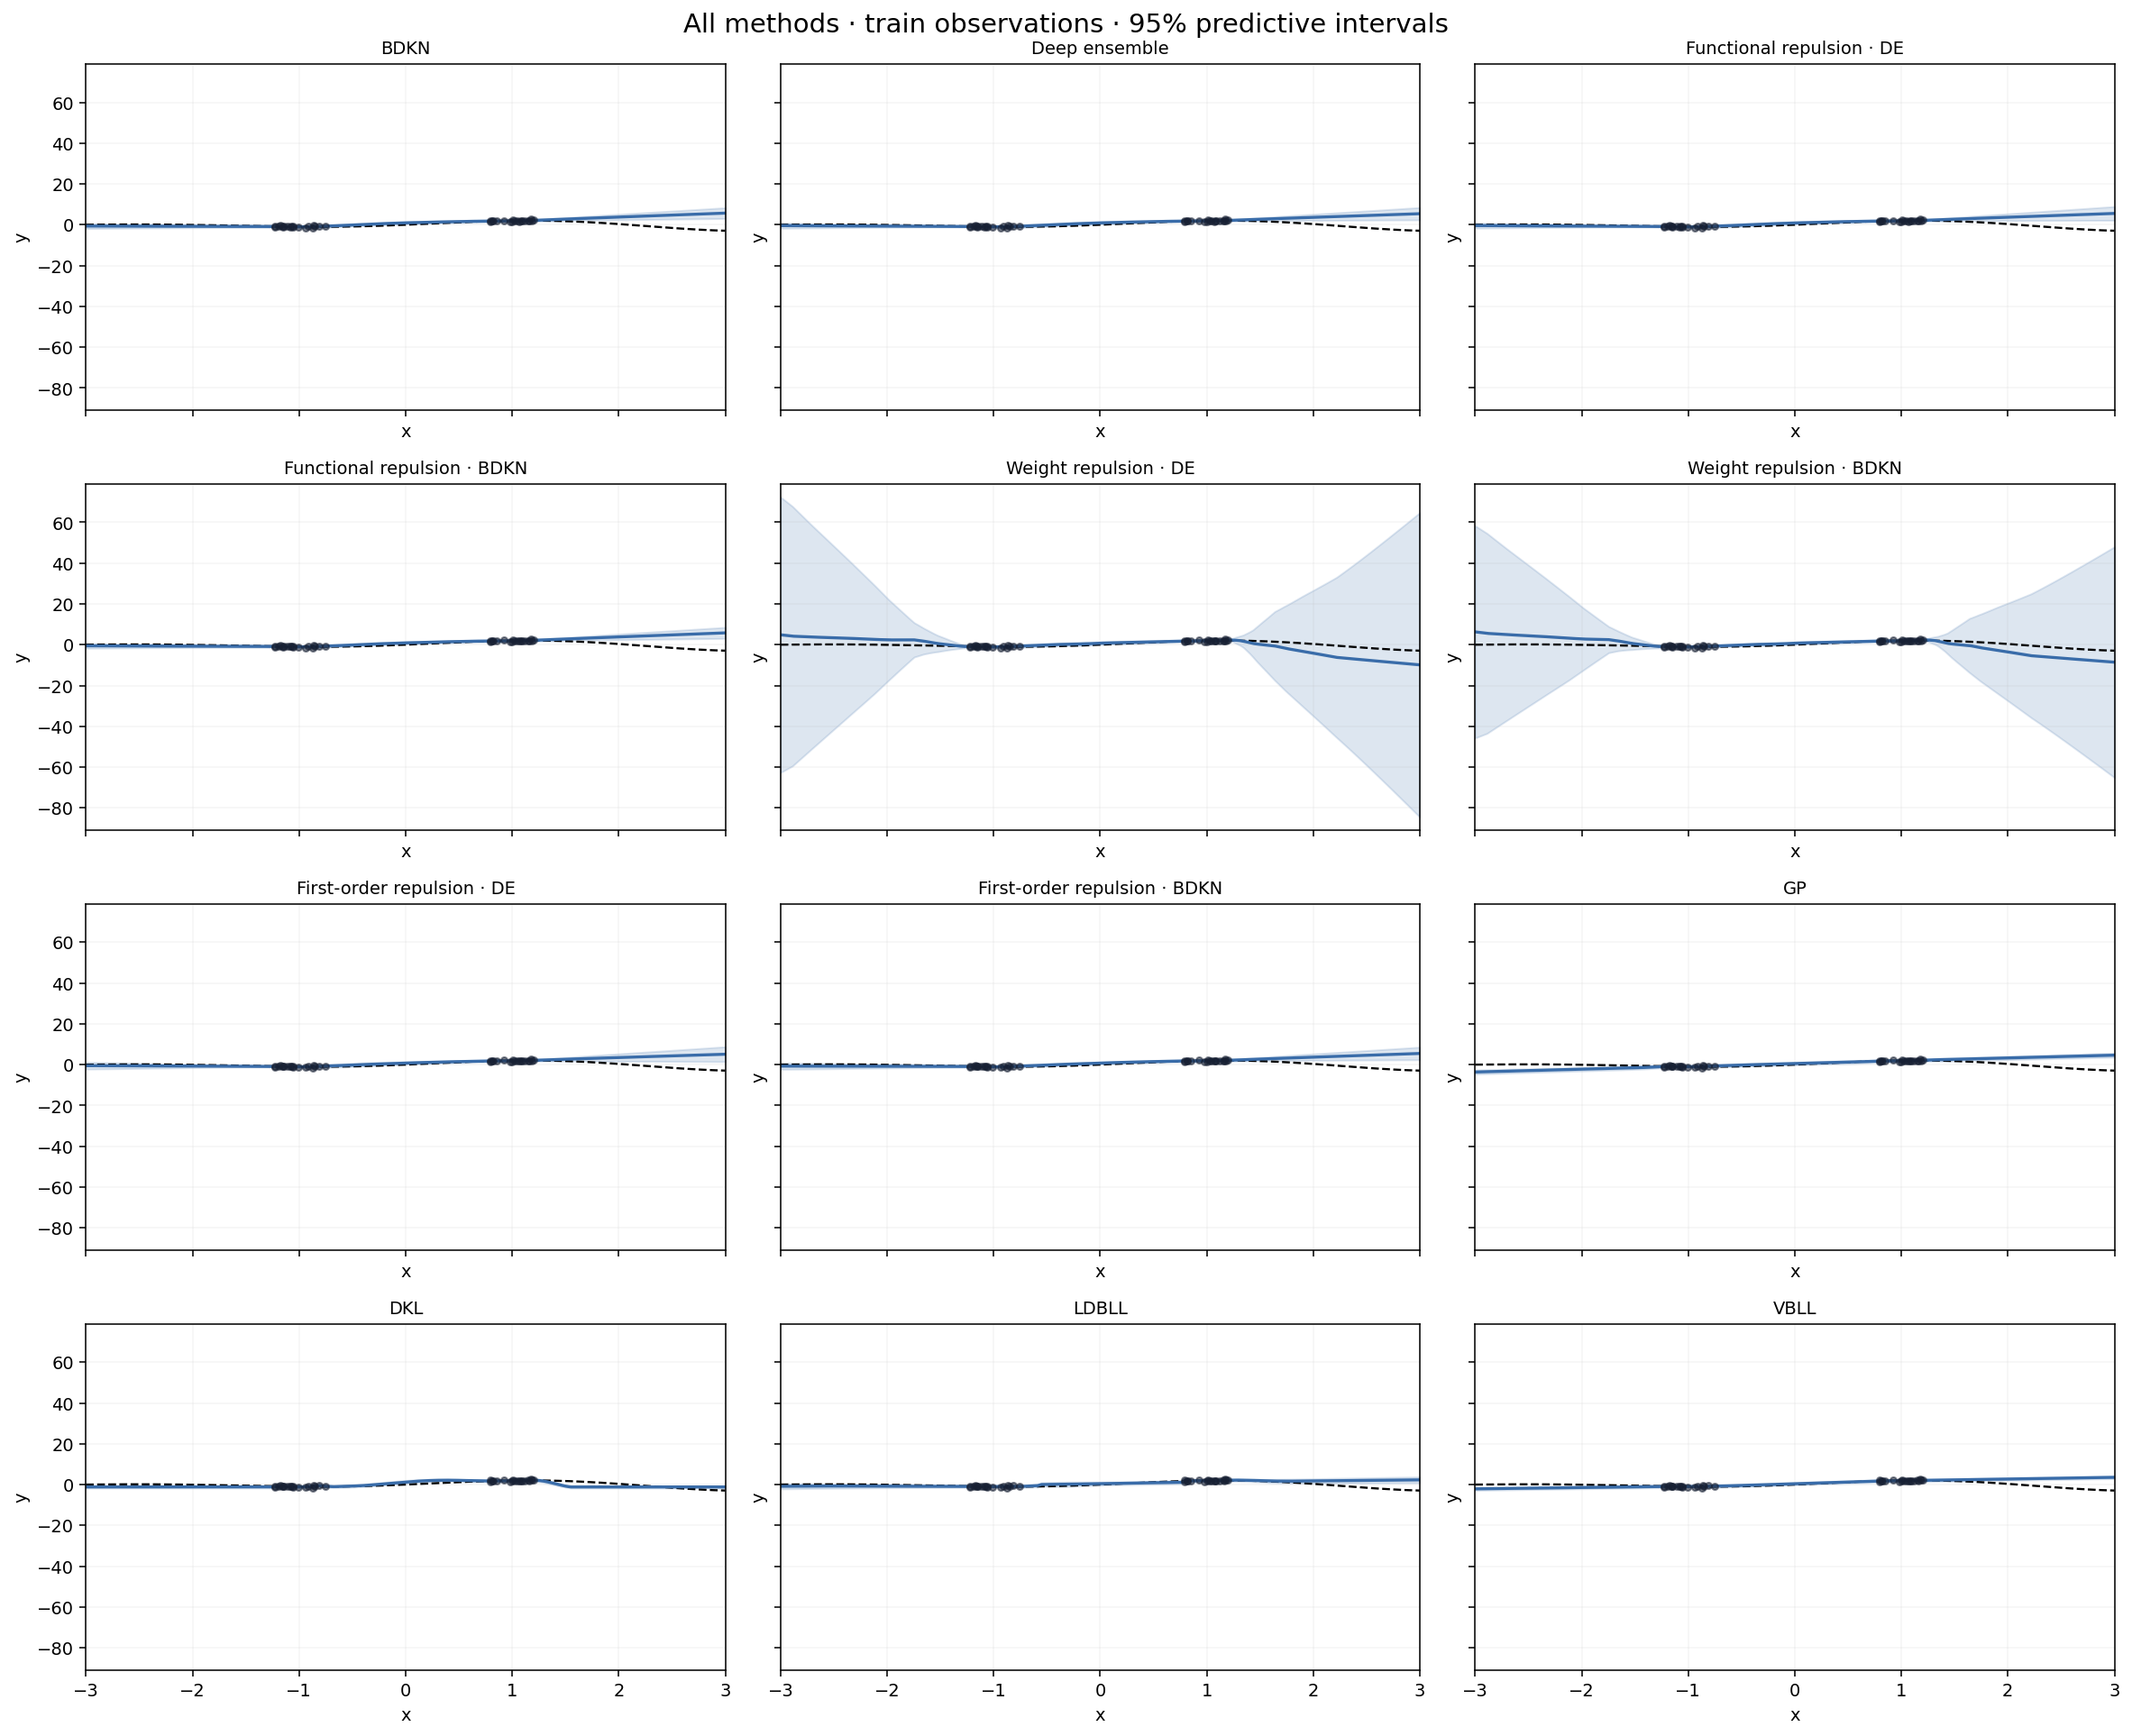 All methods · train observations · 95% predictive intervals
BDKN
Deep ensemble
Functional repulsion · DE
60
40
20
0
−20
−40
−60
−80
y
y
y
x
x
x
Functional repulsion · BDKN
Weight repulsion · DE
Weight repulsion · BDKN
60
40
20
0
−20
−40
−60
−80
y
y
y
x
x
x
First-order repulsion · DE
First-order repulsion · BDKN
GP
60
40
20
0
−20
−40
−60
−80
y
y
y
x
x
x
DKL
LDBLL
VBLL
60
40
20
0
−20
−40
−60
−80
y
y
y
−3 −2 −1 0 1 2 3
−3 −2 −1 0 1 2 3
−3 −2 −1 0 1 2 3
x
x
x